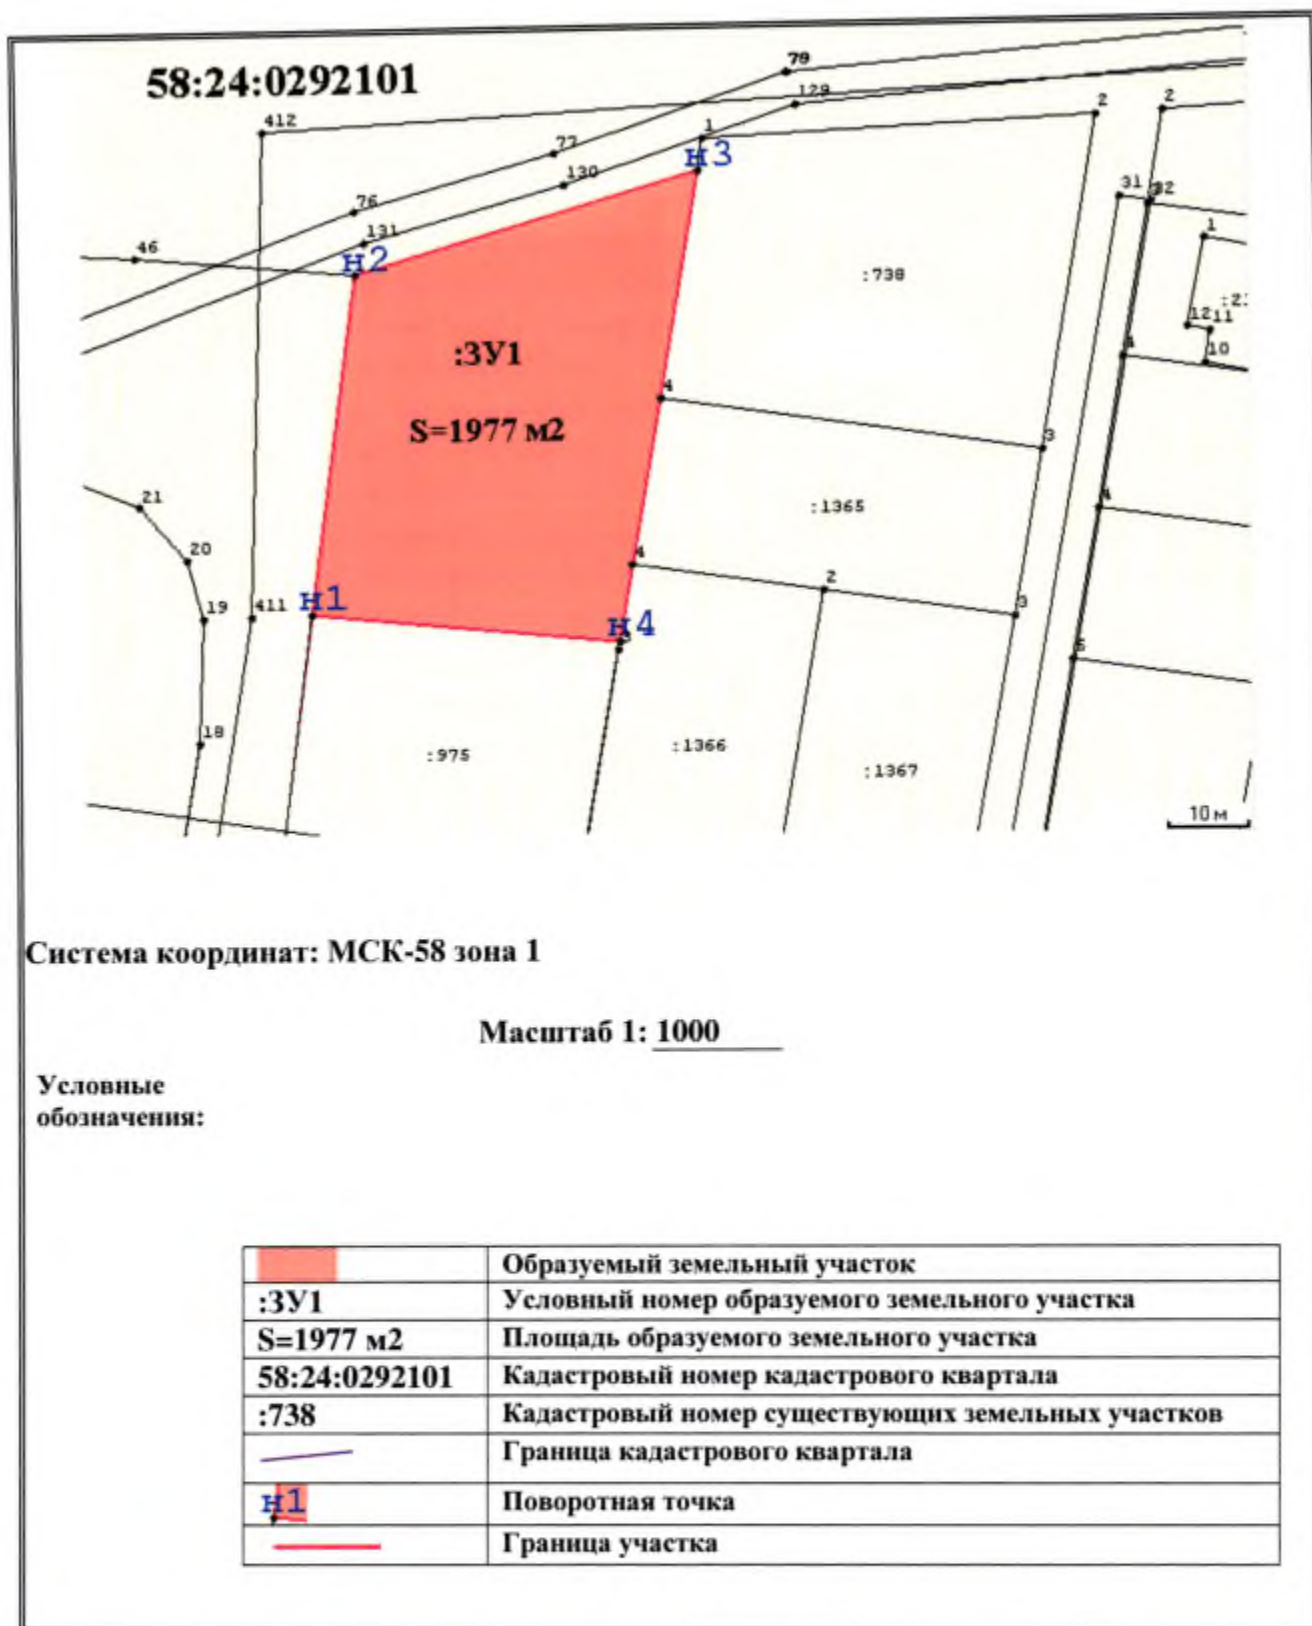 58:24:0292101
79
129
412
1
2
2
77
н3
130
31
32
76
131
1
46
н2
:738
12
11
:ЗУ1
10
4
4
S=1977 м2
3
21
:1365
4
20
4
2
19
411
н1
3
н4
5
18
:1366
:975
:1367
10 м
Система координат: МСК-58 зона 1
Масштаб 1: 1000
Условные
обозначения:
Образуемый земельный участок
:ЗУ1 Условный номер образуемого земельного участка
S=1977 м2 Площадь образуемого земельного участка
58:24:0292101 Кадастровый номер кадастрового квартала
:738 Кадастровый номер существующих земельных участков
Граница кадастрового квартала
н1 Поворотная точка
Граница участка